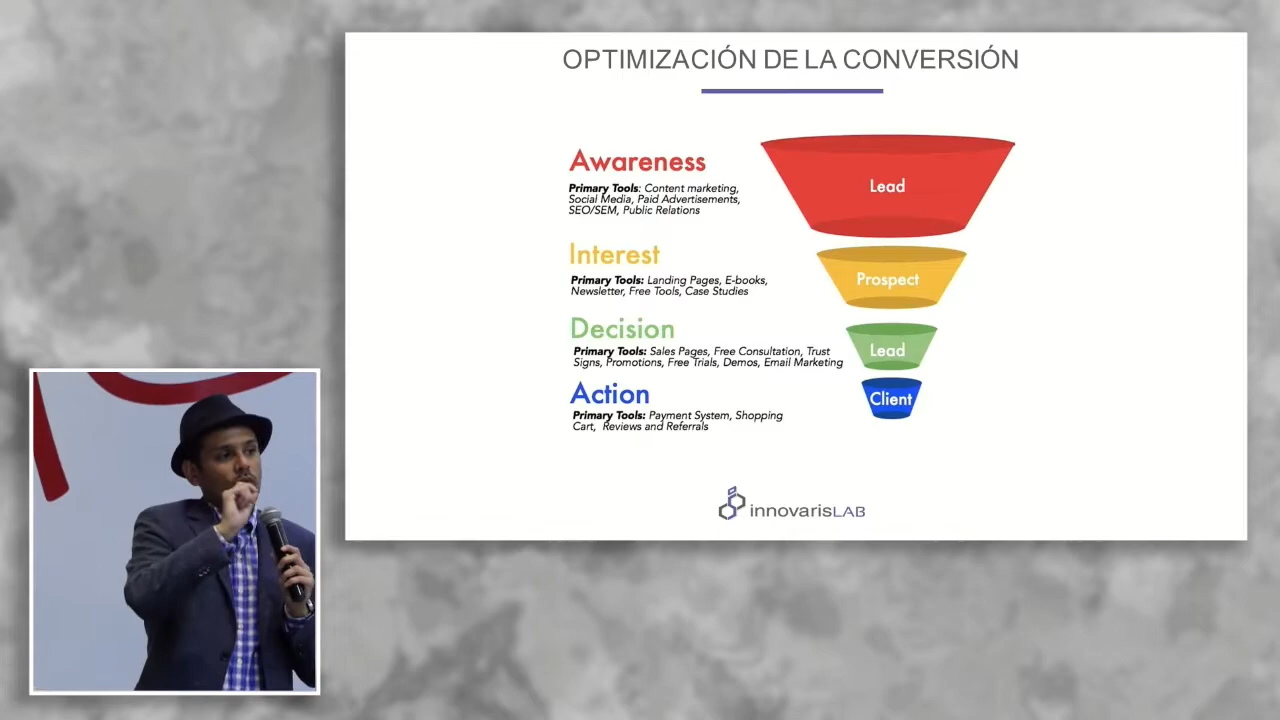 OPTIMIZACIÓN DE LA CONVERSIÓN
Awareness
Primary Tools: Content marketing,
Social Media, Paid Advertisements,
SEO/SEM, Public Relations
Lead
Interest
Primary Tools: Landing Pages, E-books,
Newsletter, Free Tools, Case Studies
Prospect
Decision
Primary Tools: Sales Pages, Free Consultation, Trust
Signs, Promotions, Free Trials, Demos, Email Marketing
Lead
Action
Primary Tools: Payment System, Shopping
Cart, Reviews and Referrals
Client
innovarisLAB